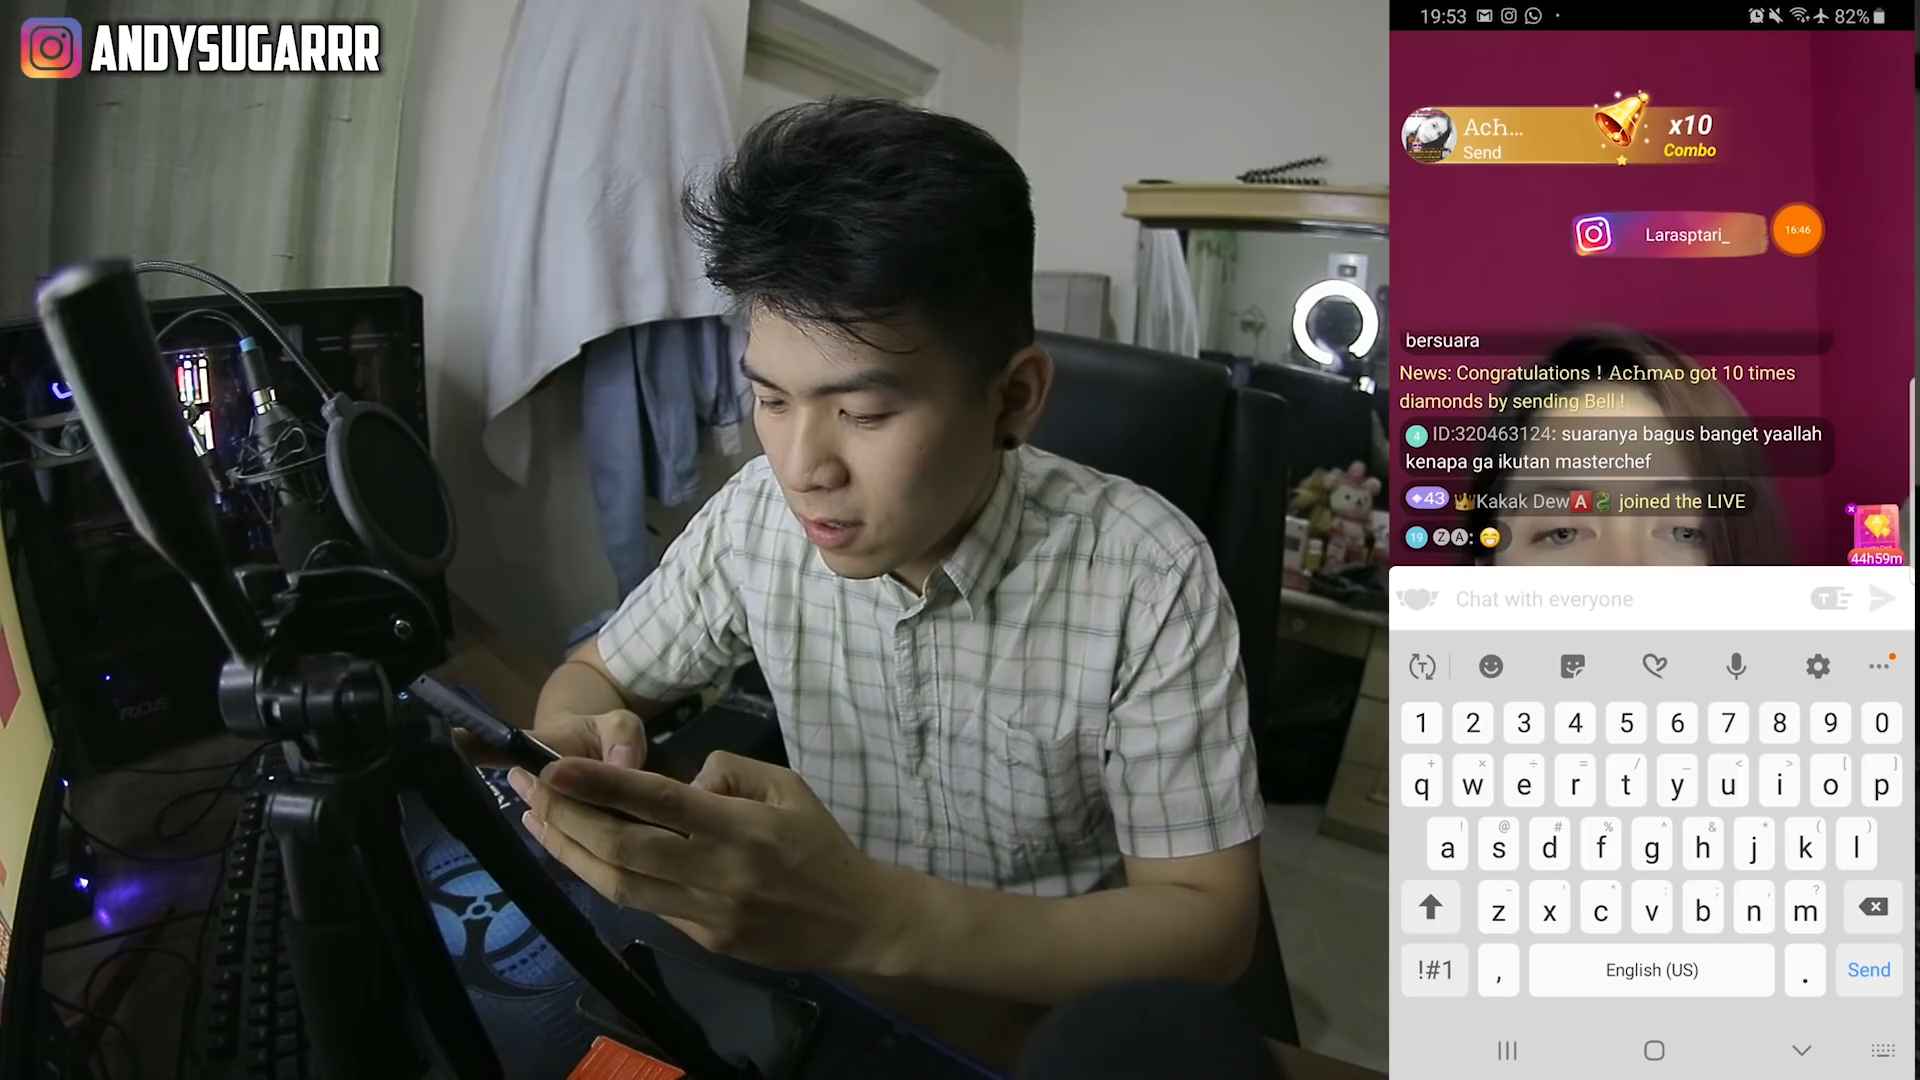 ANDYSUGARRR
19:53
82%
Ach...
Send
x10
Combo
Larasptari_
16:46
bersuara
News: Congratulations ! Achmᴀᴅ got 10 times
diamonds by sending Bell !
4 ID:320463124: suaranya bagus banget yaallah
kenapa ga ikutan masterchef
43 Kakak Dew🅰 joined the LIVE
19 Ⓩ Ⓐ: 😁
44h59m
Chat with everyone
1 2 3 4 5 6 7 8 9 0
q w e r t y u i o p
a s d f g h j k l
z x c v b n m
!#1 , English (US) . Send